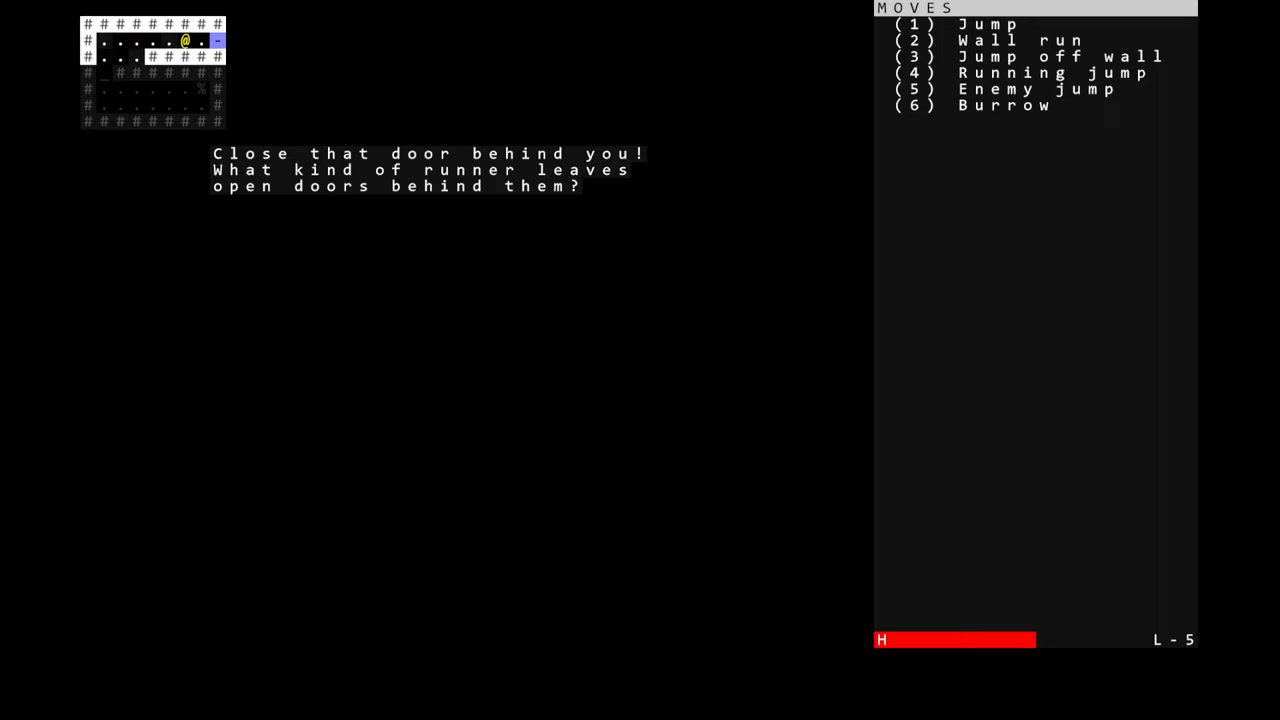 # # # # # # # # #
# . . . . . @ . -
# . . . # # # # #
# _ # # # # # # #
# . . . . . . % #
# . . . . . . . #
# # # # # # # # #
Close that door behind you!
What kind of runner leaves
open doors behind them?
MOVES
(1) Jump
(2) Wall run
(3) Jump off wall
(4) Running jump
(5) Enemy jump
(6) Burrow
H L-5